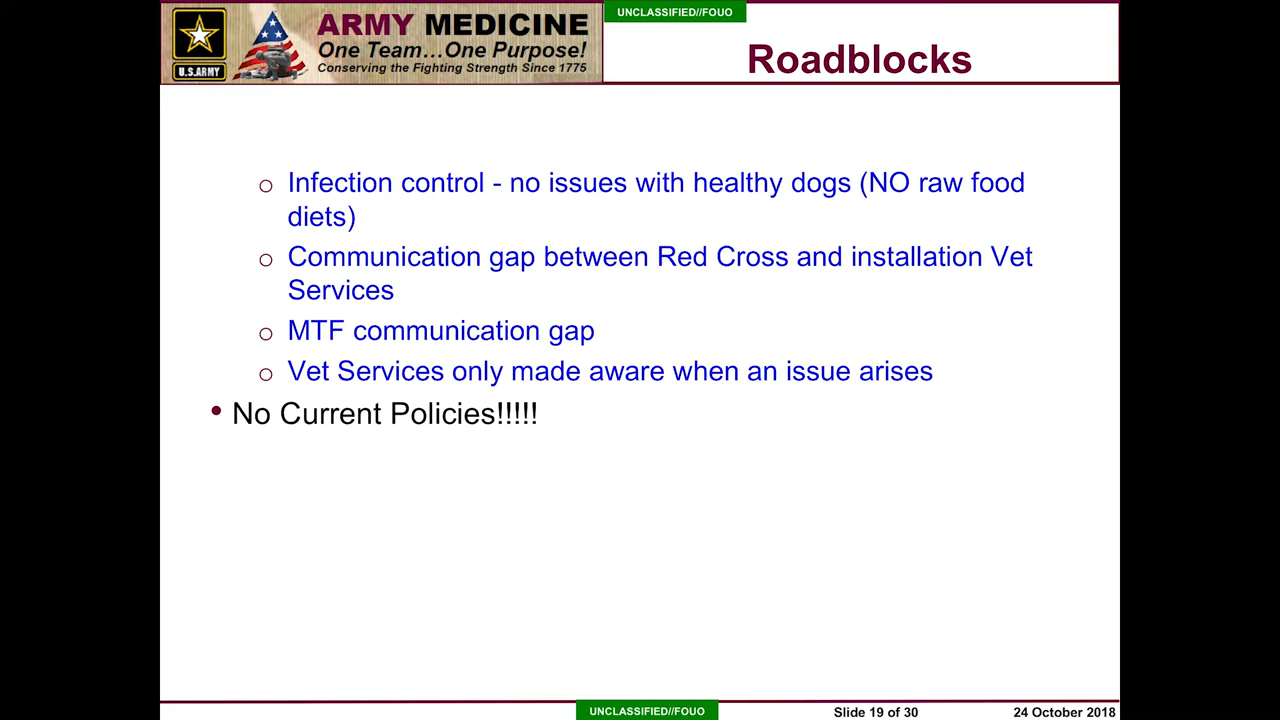 UNCLASSIFIED//FOUO
ARMY MEDICINE
One Team…One Purpose!
Conserving the Fighting Strength Since 1775
U.S.ARMY
Roadblocks
o Infection control - no issues with healthy dogs (NO raw food
diets)
o Communication gap between Red Cross and installation Vet
Services
o MTF communication gap
o Vet Services only made aware when an issue arises
• No Current Policies!!!!!
UNCLASSIFIED//FOUO
Slide 19 of 30
24 October 2018